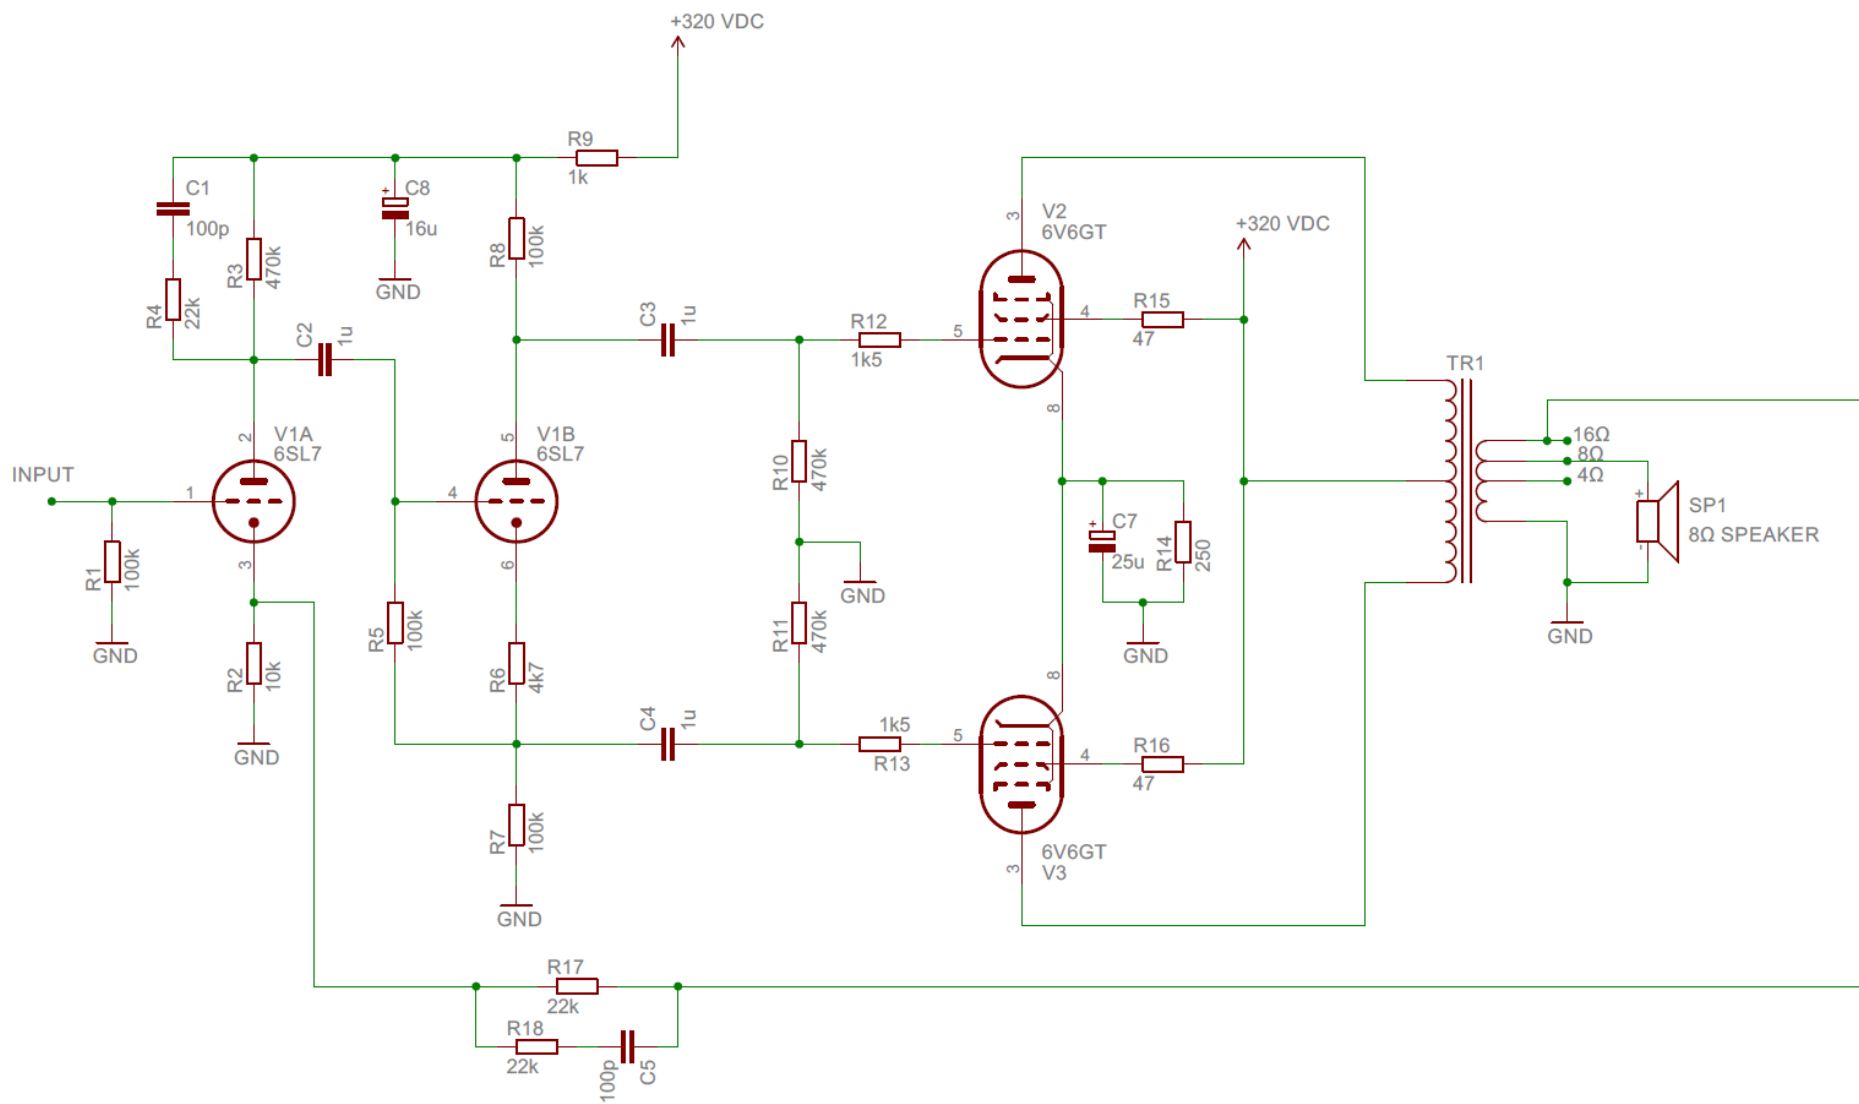 +320 VDC
R9
1k
C1
100p
C8
16u
GND
R3
470k
R4
22k
R8
100k
C2
1u
C3
1u
V2
6V6GT
3
+320 VDC
R15
47
4
R12
1k5
5
8
TR1
16Ω
8Ω
4Ω
V1A
6SL7
2
1
3
V1B
6SL7
5
4
6
INPUT
R1
100k
GND
R10
470k
GND
R11
470k
C7
25u
R14
250
GND
SP1
8Ω SPEAKER
+
-
GND
R2
10k
GND
R5
100k
R6
4k7
C4
1u
1k5
R13
5
8
4
R16
47
R7
100k
GND
6V6GT
V3
3
R17
22k
R18
22k
100p
C5